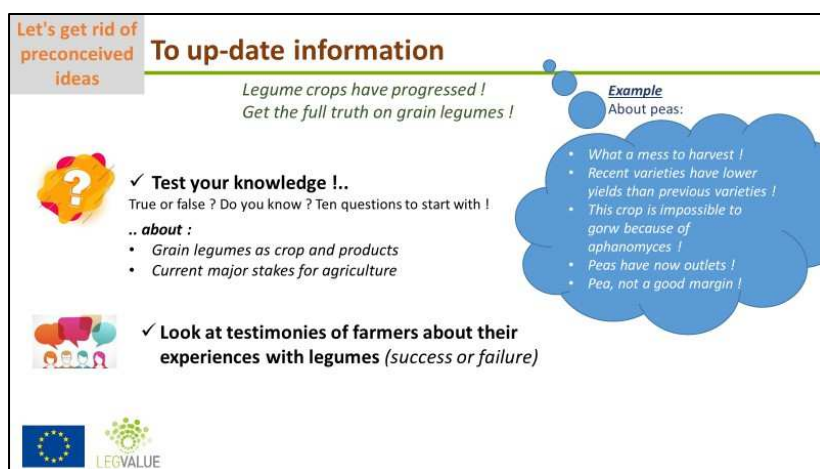 Let's get rid of
preconceived
ideas
To up-date information
Legume crops have progressed !
Get the full truth on grain legumes !
Example
About peas:
• What a mess to harvest !
• Recent varieties have lower
yields than previous varieties !
• This crop is impossible to
gorw because of
aphanomyces !
• Peas have now outlets !
• Pea, not a good margin !
✓ Test your knowledge !..
True or false ? Do you know ? Ten questions to start with !
.. about :
• Grain legumes as crop and products
• Current major stakes for agriculture
✓ Look at testimonies of farmers about their
experiences with legumes (success or failure)
LEGVALUE